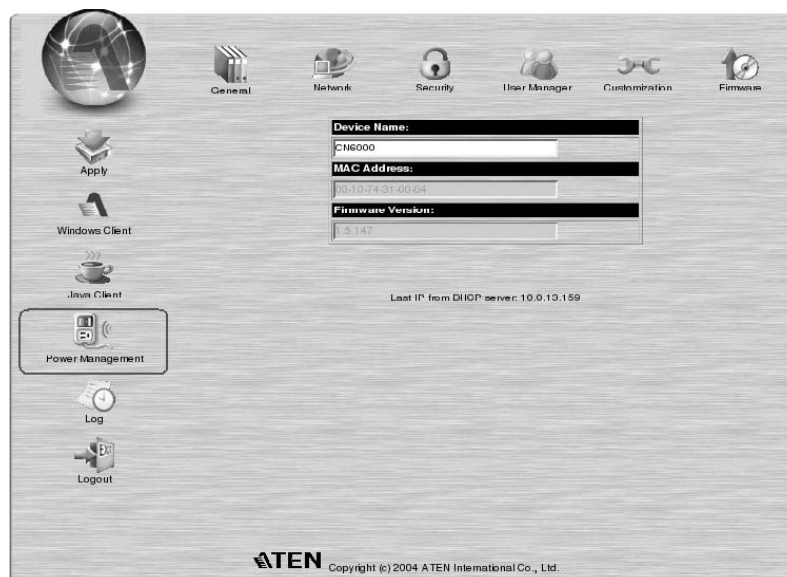 General
Network
Security
User Manager
Customization
Firmware
Apply
Windows Client
Java Client
Power Management
Log
Logout
Device Name:
CN6000
MAC Address:
00-10-74-31-00-04
Firmware Version:
1.5.147
Last IP from DHCP server: 10.0.13.159
EXIT
ATEN Copyright (c) 2004 ATEN International Co., Ltd.